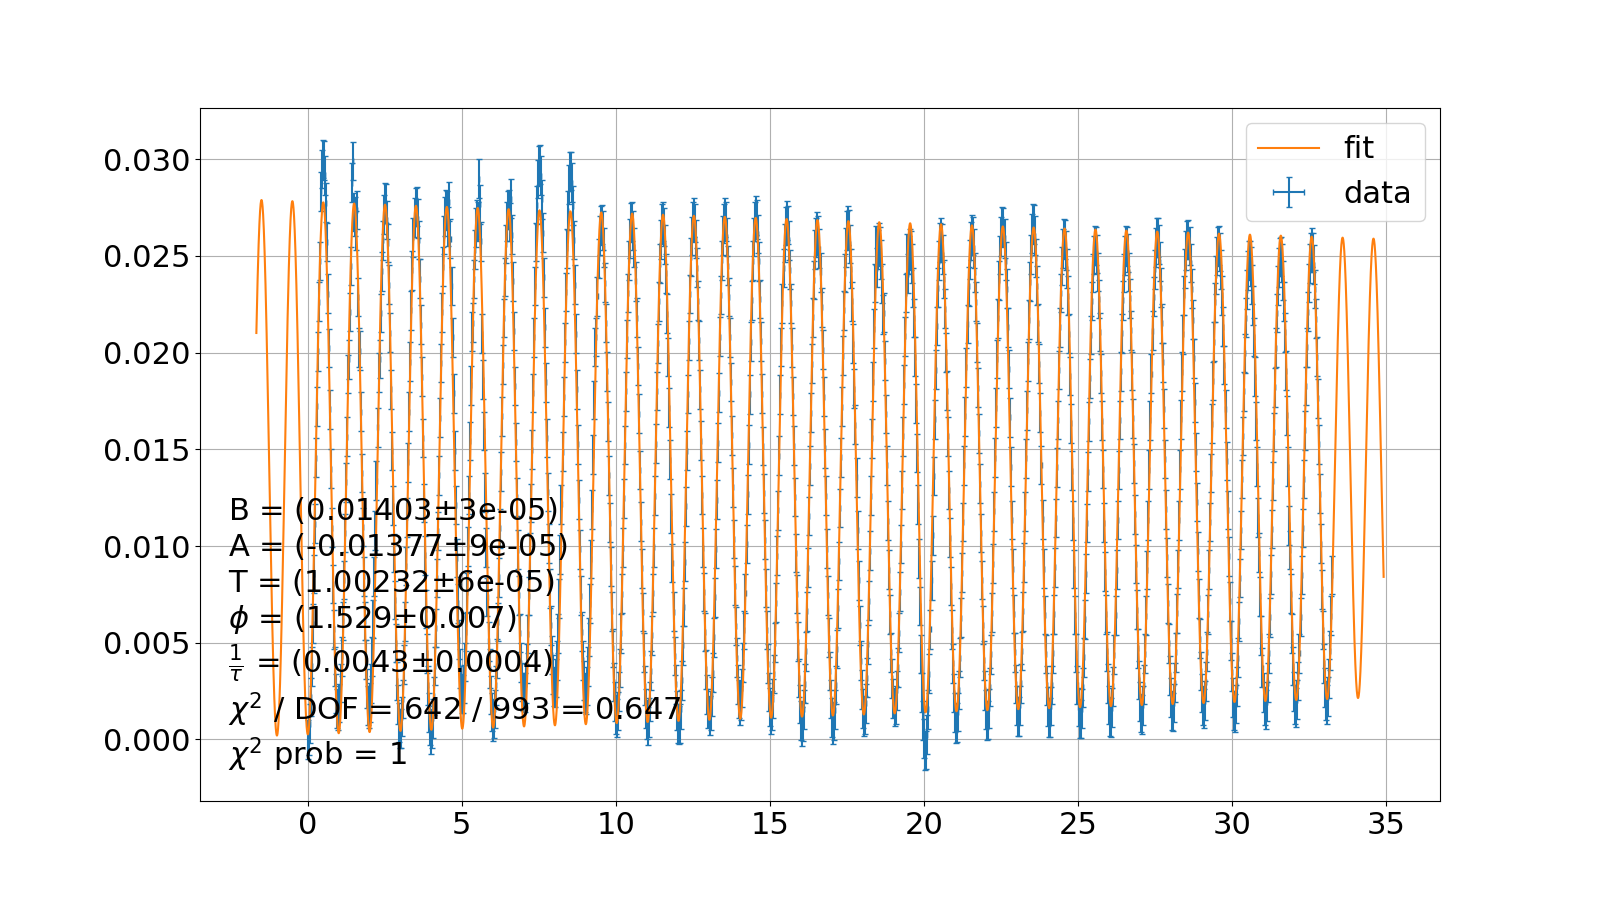 0.030
0.025
0.020
0.015
0.010
0.005
0.000
fit
data
B = (0.01403±3e-05)
A = (-0.01377±9e-05)
T = (1.00232±6e-05)
ϕ = (1.529±0.007)
1/τ = (0.0043±0.0004)
χ² / DOF = 642 / 993 = 0.647
χ² prob = 1
0 5 10 15 20 25 30 35